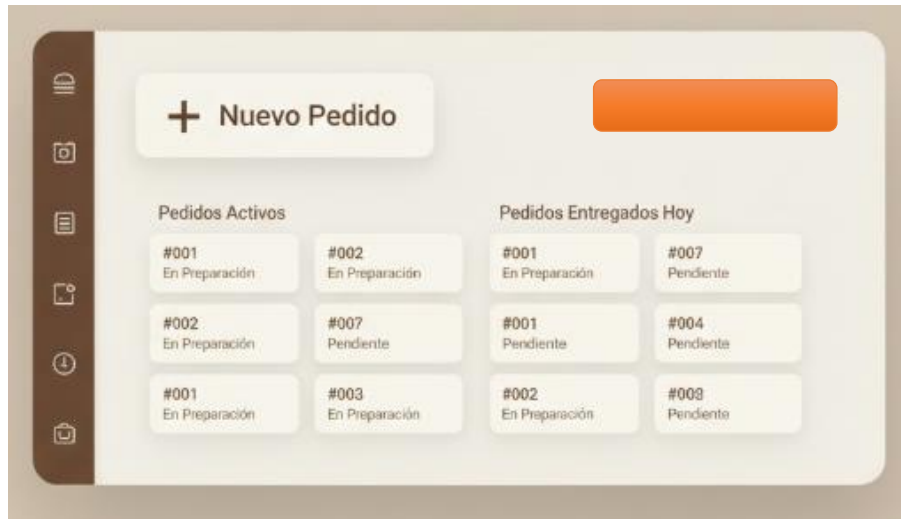 + Nuevo Pedido
Pedidos Activos
#001
En Preparación
#002
En Preparación
#002
En Preparación
#007
Pendiente
#001
En Preparación
#003
En Preparación
Pedidos Entregados Hoy
#001
En Preparación
#007
Pendiente
#001
Pendiente
#004
Pendiente
#002
En Preparación
#009
Pendiente